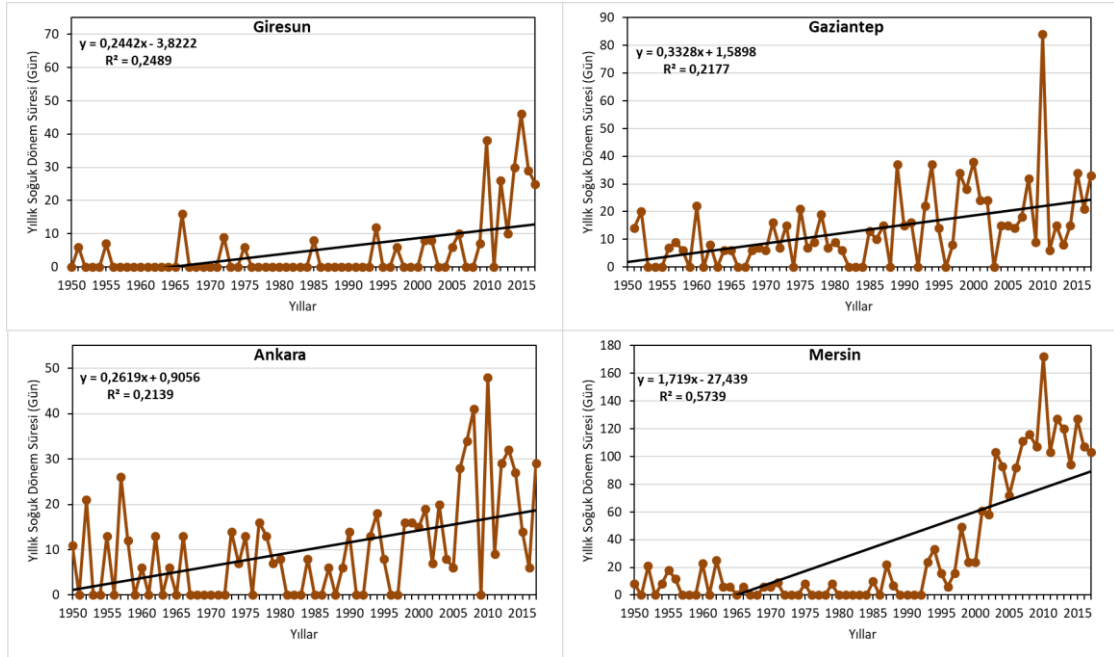 Giresun
y = 0,2442x - 3,8222
R² = 0,2489
Yıllık Soğuk Dönem Süresi (Gün)
70
60
50
40
30
20
10
0
1950 1955 1960 1965 1970 1975 1980 1985 1990 1995 2000 2005 2010 2015
Yıllar
Gaziantep
y = 0,3328x + 1,5898
R² = 0,2177
Yıllık Soğuk Dönem Süresi (Gün)
90
80
70
60
50
40
30
20
10
0
1950 1955 1960 1965 1970 1975 1980 1985 1990 1995 2000 2005 2010 2015
Yıllar
Ankara
y = 0,2619x + 0,9056
R² = 0,2139
Yıllık Soğuk Dönem Süresi (Gün)
50
40
30
20
10
0
1950 1955 1960 1965 1970 1975 1980 1985 1990 1995 2000 2005 2010 2015
Yıllar
Mersin
y = 1,719x - 27,439
R² = 0,5739
Yıllık Soğuk Dönem Süresi (Gün)
180
160
140
120
100
80
60
40
20
0
1950 1955 1960 1965 1970 1975 1980 1985 1990 1995 2000 2005 2010 2015
Yıllar